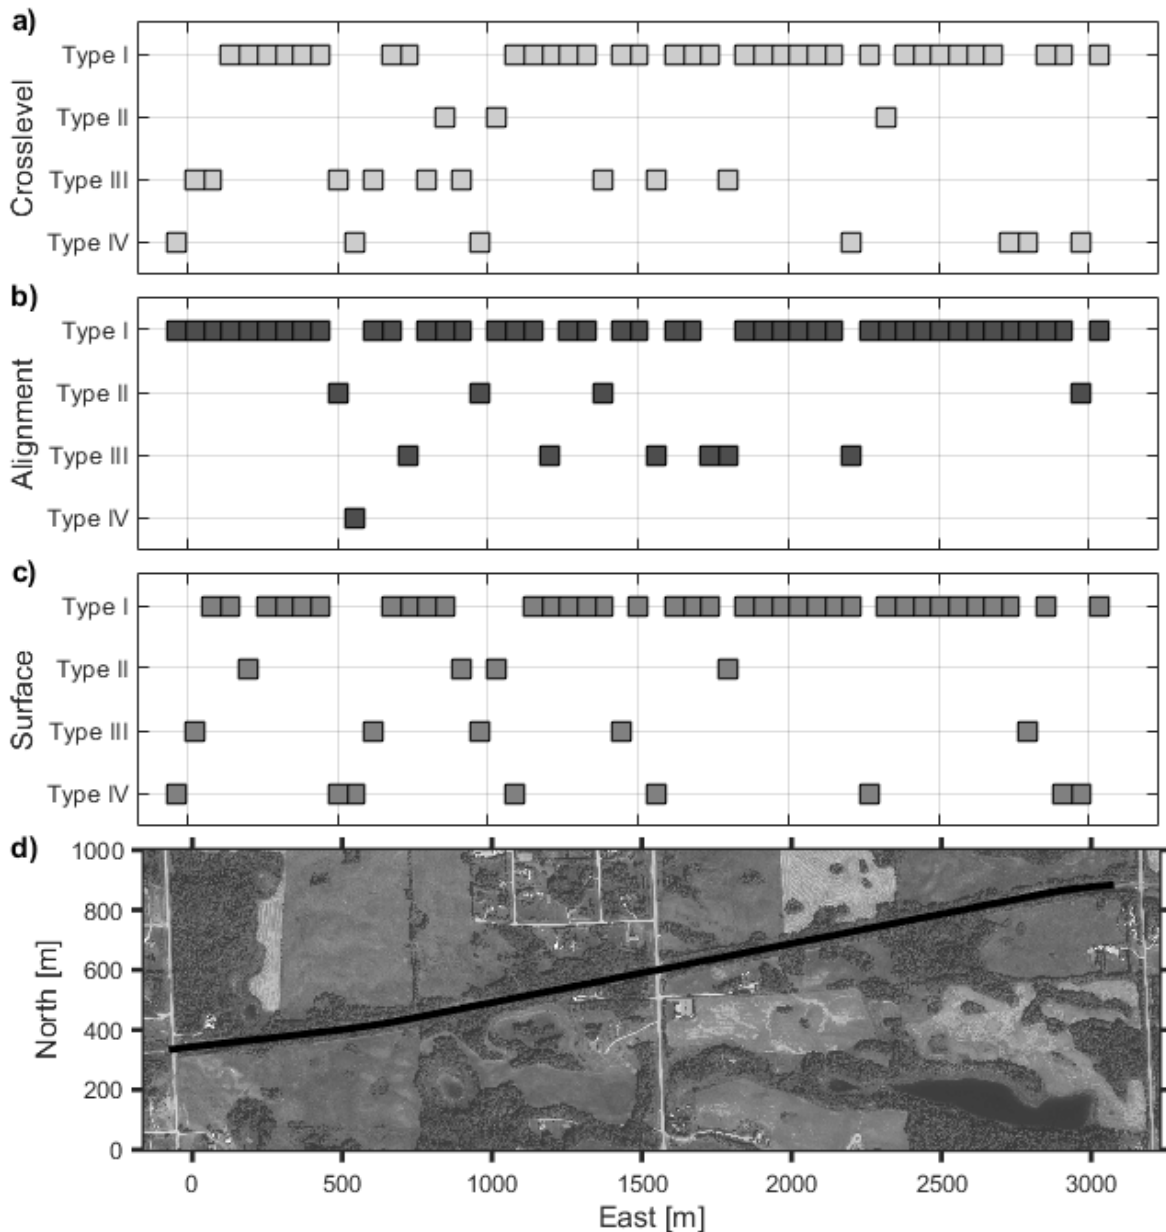 a)
Crosslevel
Type I
Type II
Type III
Type IV
b)
Alignment
Type I
Type II
Type III
Type IV
c)
Surface
Type I
Type II
Type III
Type IV
d)
North [m]
1000
800
600
400
200
0
0 500 1000 1500 2000 2500 3000
East [m]